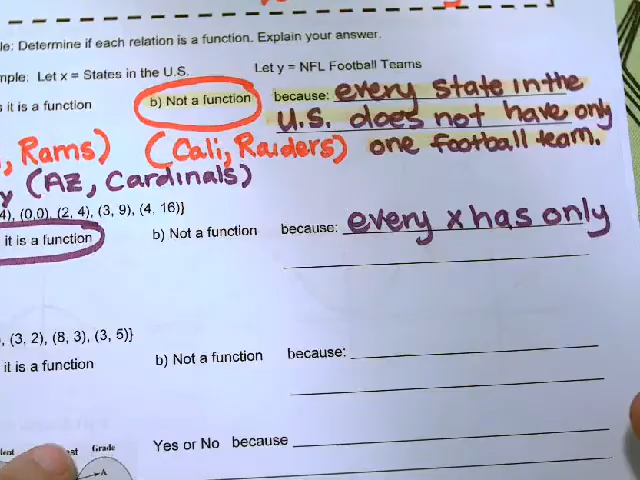 le: Determine if each relation is a function. Explain your answer.
mple: Let x = States in the U.S. Let y = NFL Football Teams
s it is a function b) Not a function because: every state in the
U.S. does not have only
, Rams) (Cali, Raiders) one football team.
y (AZ, Cardinals)
4), (0,0), (2, 4), (3, 9), (4, 16)}
it is a function b) Not a function because: every x has only
, (3, 2), (8, 3), (3, 5)}
it is a function b) Not a function because:
Yes or No because
lent Grade
A